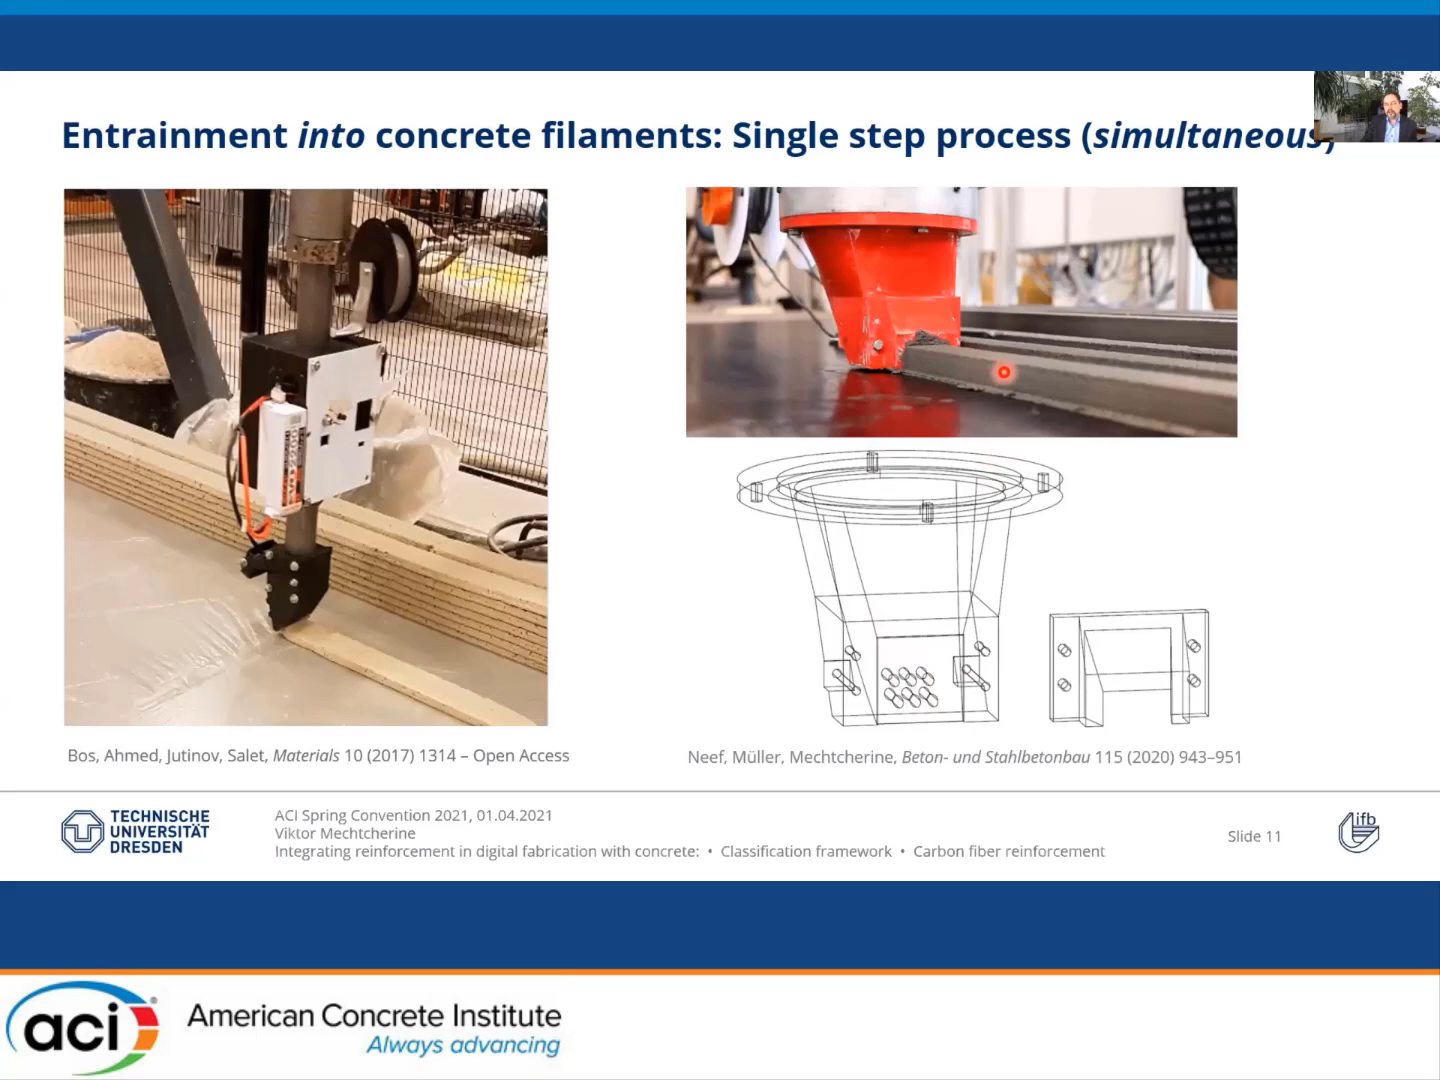 Entrainment into concrete filaments: Single step process (simultaneous)
Bos, Ahmed, Jutinov, Salet, Materials 10 (2017) 1314 – Open Access
Neef, Müller, Mechtcherine, Beton- und Stahlbetonbau 115 (2020) 943–951
TECHNISCHE
UNIVERSITÄT
DRESDEN
ACI Spring Convention 2021, 01.04.2021
Viktor Mechtcherine
Integrating reinforcement in digital fabrication with concrete: • Classification framework • Carbon fiber reinforcement
Slide 11
ifb
aci
American Concrete Institute
Always advancing